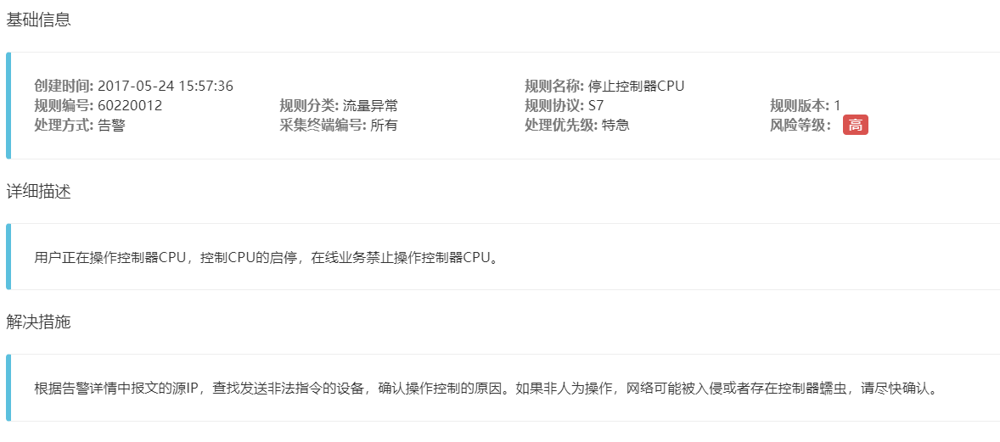 基础信息
创建时间: 2017-05-24 15:57:36 规则名称: 停止控制器CPU
规则编号: 60220012 规则分类: 流量异常 规则协议: S7 规则版本: 1
处理方式: 告警 采集终端编号: 所有 处理优先级: 特急 风险等级: 高
详细描述
用户正在操作控制器CPU，控制CPU的启停，在线业务禁止操作控制器CPU。
解决措施
根据告警详情中报文的源IP，查找发送非法指令的设备，确认操作控制的原因。如果非人为操作，网络可能被入侵或者存在控制器蠕虫，请尽快确认。